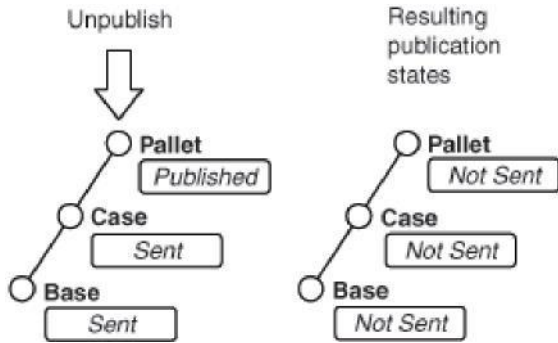 Unpublish
Pallet
Published
Case
Sent
Base
Sent
Resulting
publication
states
Pallet
Not Sent
Case
Not Sent
Base
Not Sent